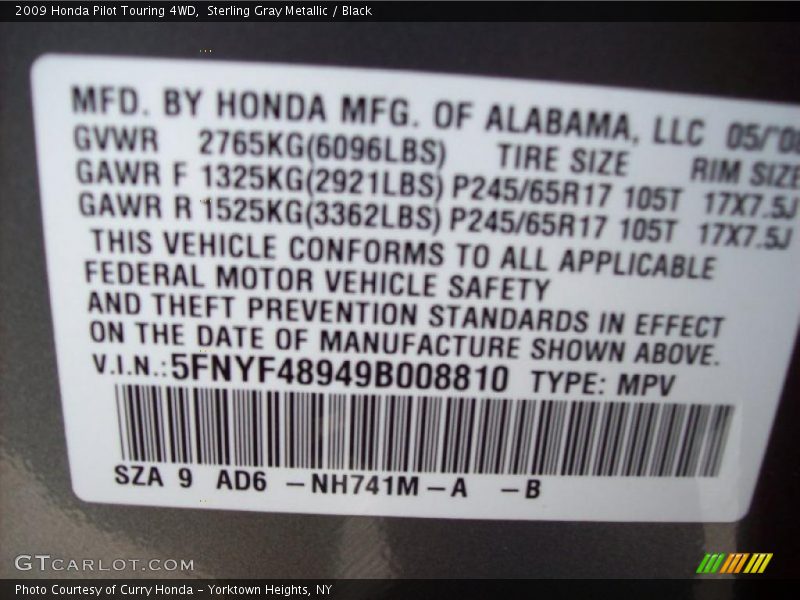 2009 Honda Pilot Touring 4WD,  Sterling Gray Metallic / Black
MFD. BY HONDA MFG. OF ALABAMA, LLC 05/'08
GVWR 2765KG(6096LBS) TIRE SIZE RIM SIZE
GAWR F 1325KG(2921LBS) P245/65R17 105T 17X7.5J
GAWR R 1525KG(3362LBS) P245/65R17 105T 17X7.5J
THIS VEHICLE CONFORMS TO ALL APPLICABLE
FEDERAL MOTOR VEHICLE SAFETY
AND THEFT PREVENTION STANDARDS IN EFFECT
ON THE DATE OF MANUFACTURE SHOWN ABOVE.
V.I.N.: 5FNYF48949B008810 TYPE: MPV
SZA 9 AD6 –NH741M–A –B
GTCARLOT.COM
Photo Courtesy of Curry Honda – Yorktown Heights, NY